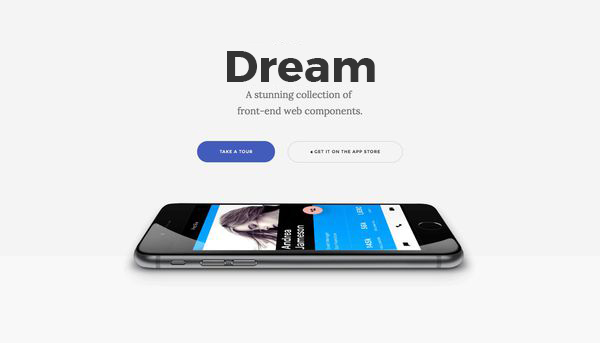 Dream
A stunning collection of
front-end web components.
TAKE A TOUR
GET IT ON THE APP STORE
Andrea
Jameson